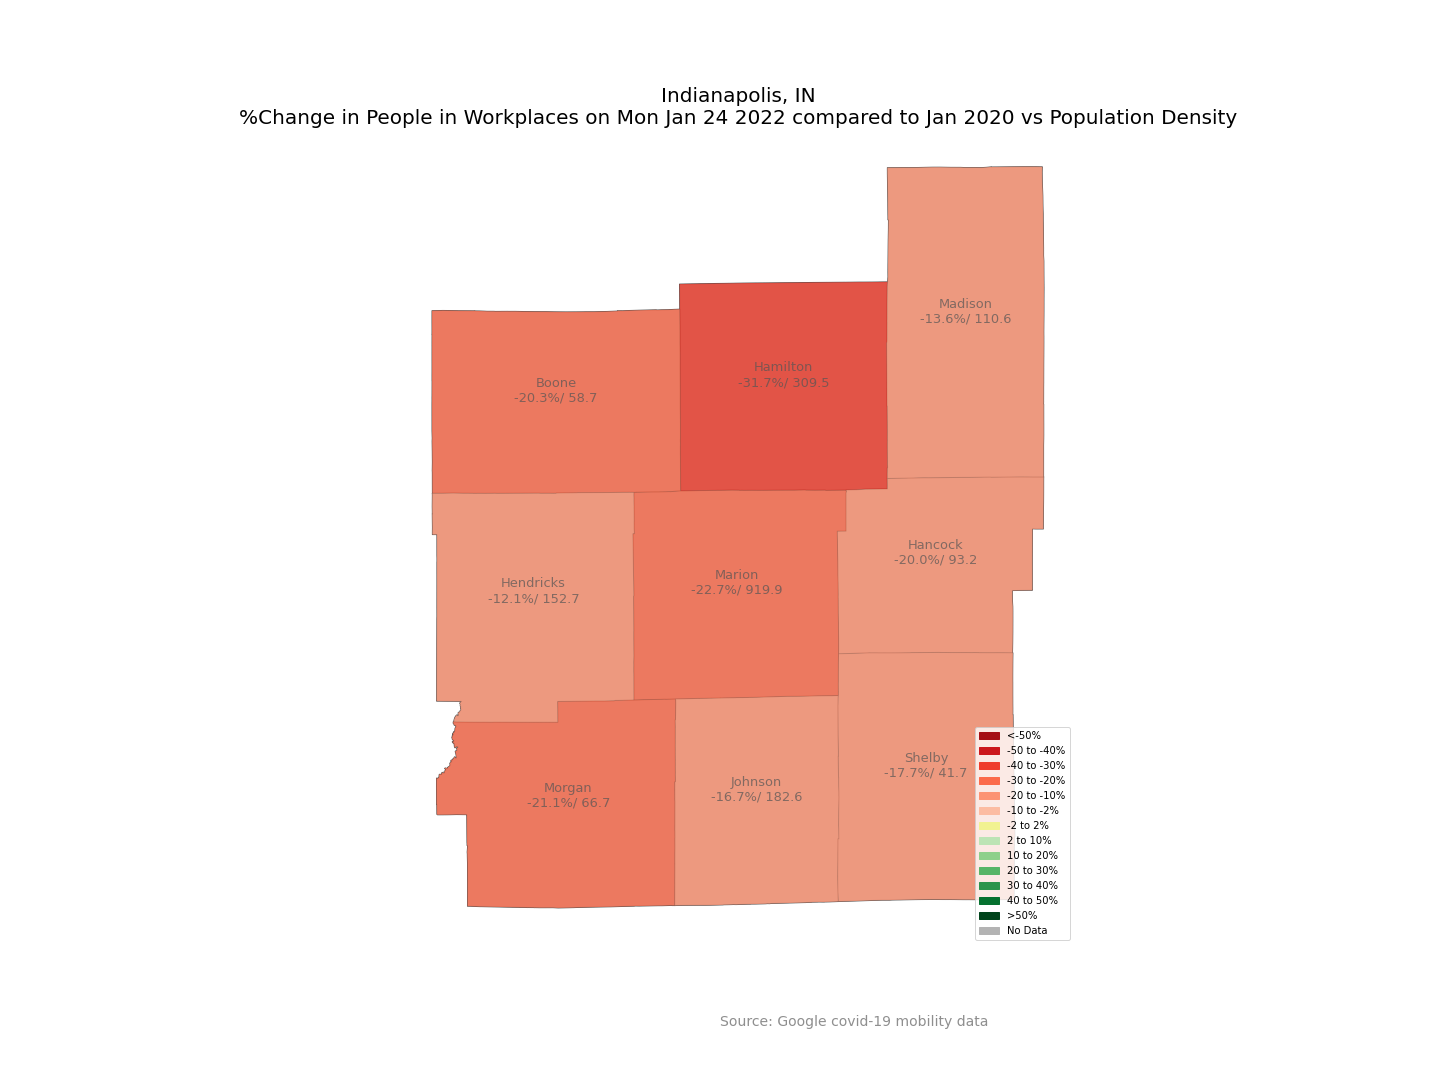 Indianapolis, IN
%Change in People in Workplaces on Mon Jan 24 2022 compared to Jan 2020 vs Population Density
Madison
-13.6%/ 110.6
Hamilton
-31.7%/ 309.5
Boone
-20.3%/ 58.7
Hancock
-20.0%/ 93.2
Marion
-22.7%/ 919.9
Hendricks
-12.1%/ 152.7
Shelby
-17.7%/ 41.7
Johnson
-16.7%/ 182.6
Morgan
-21.1%/ 66.7
<-50%
-50 to -40%
-40 to -30%
-30 to -20%
-20 to -10%
-10 to -2%
-2 to 2%
2 to 10%
10 to 20%
20 to 30%
30 to 40%
40 to 50%
>50%
No Data
Source: Google covid-19 mobility data